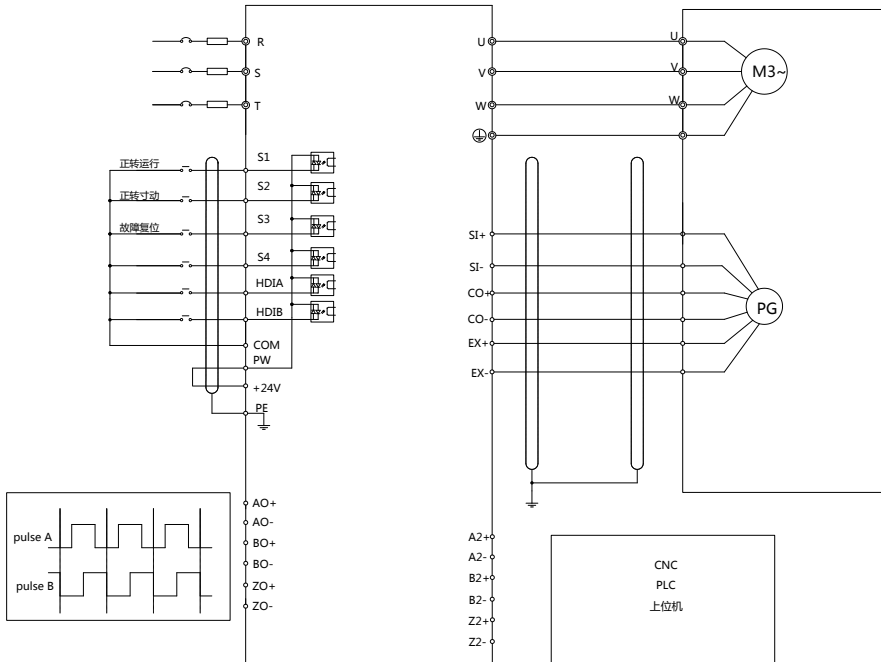 R
S
T
U
V
W
U
V
W
M3~
正转运行
S1
正转寸动
S2
故障复位
S3
S4
HDIA
HDIB
COM
PW
+24V
PE
SI+
SI-
CO+
CO-
EX+
EX-
PG
pulse A
pulse B
AO+
AO-
BO+
BO-
ZO+
ZO-
A2+
A2-
B2+
B2-
Z2+
Z2-
CNC
PLC
上位机